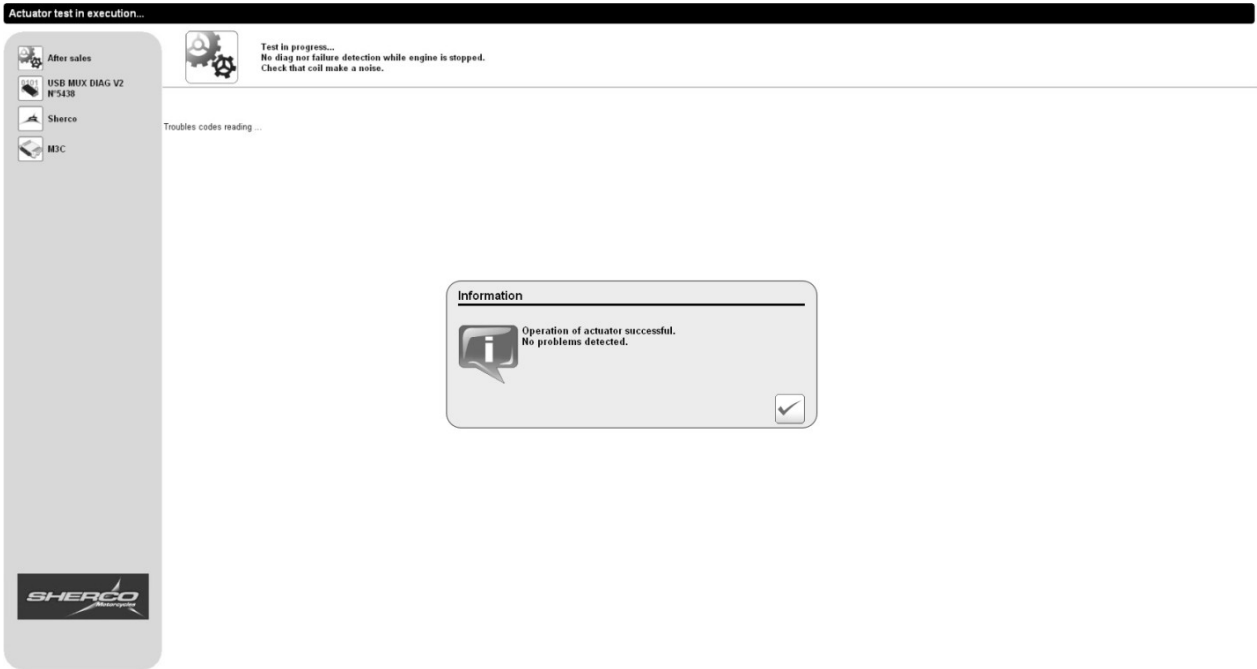 Actuator test in execution...
After sales
USB MUX DIAG V2
N°5438
Sherco
M3C
Test in progress...
No diag nor failure detection while engine is stopped.
Check that coil make a noise.
Troubles codes reading ...
Information
Operation of actuator successful.
No problems detected.
SHERCO
Motorcycles